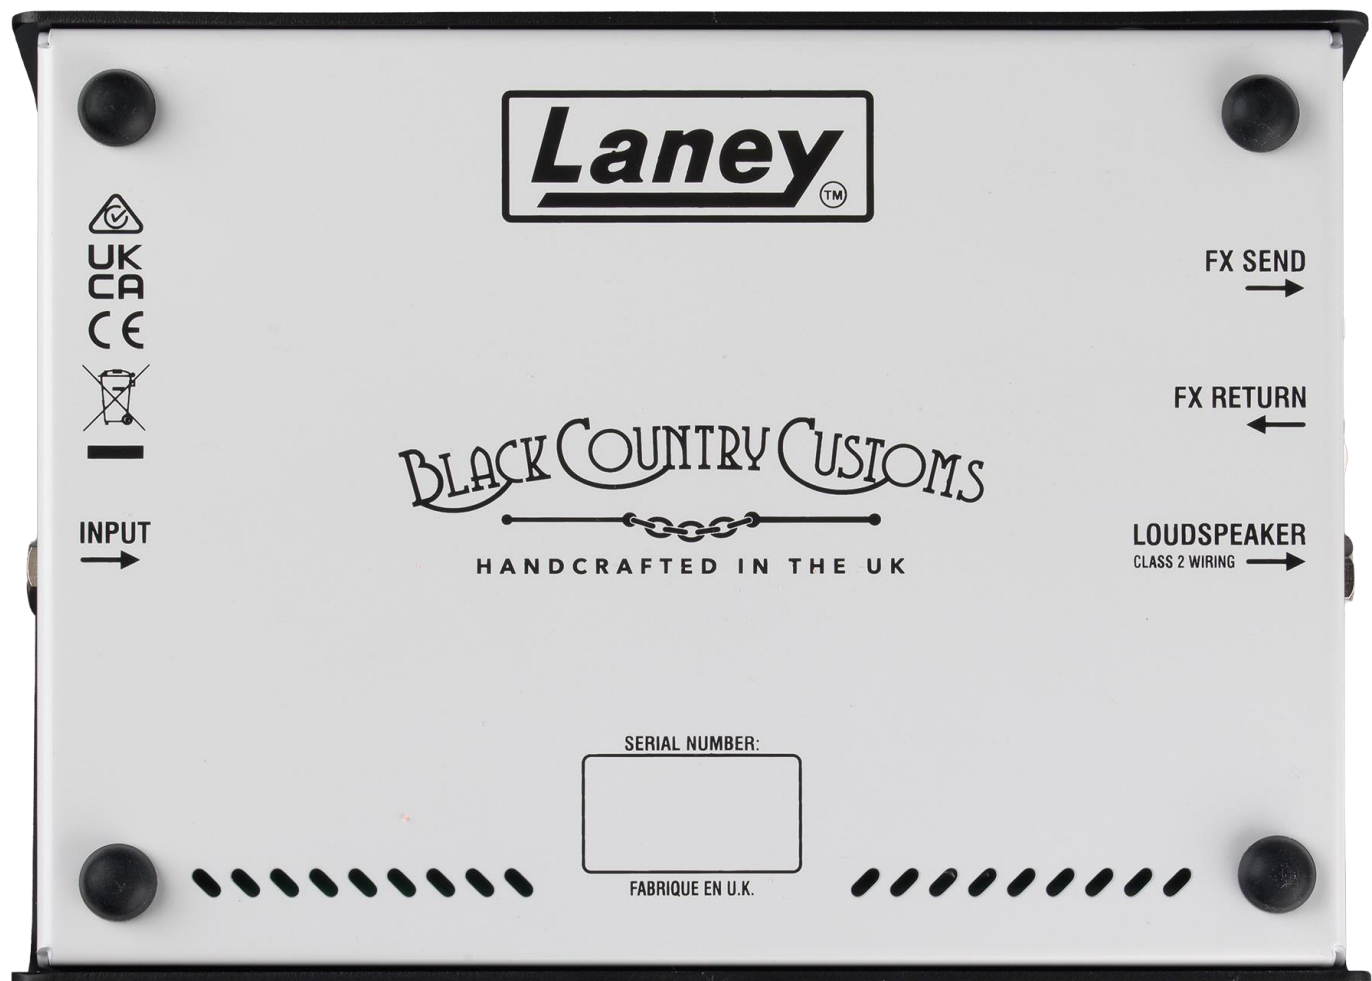 Laney
TM
UK
CA
CE
FX SEND
FX RETURN
BLACK COUNTRY CUSTOMS
HANDCRAFTED IN THE UK
INPUT
LOUDSPEAKER
CLASS 2 WIRING
SERIAL NUMBER:
FABRIQUE EN U.K.